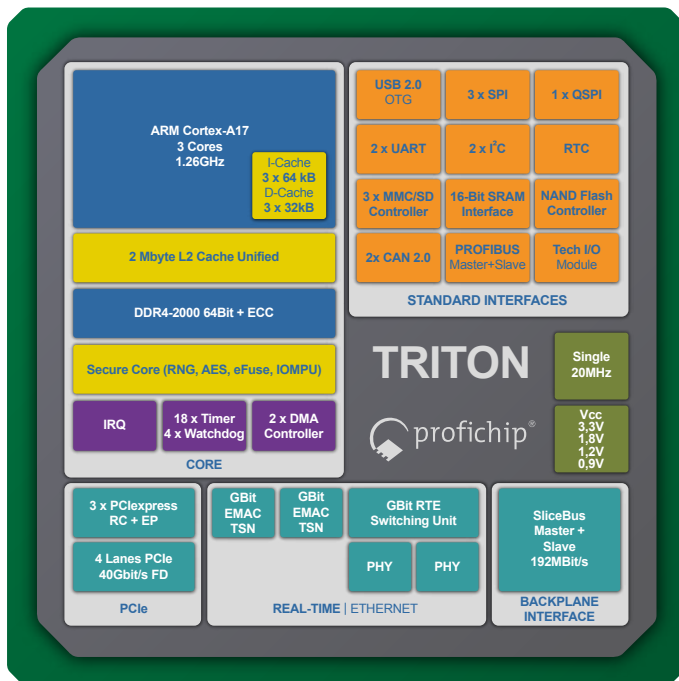 ARM Cortex-A17
3 Cores
1.26GHz
I-Cache
3 x 64 kB
D-Cache
3 x 32kB
2 Mbyte L2 Cache Unified
DDR4-2000 64Bit + ECC
Secure Core (RNG, AES, eFuse, IOMPU)
IRQ
18 x Timer
4 x Watchdog
2 x DMA
Controller
CORE
USB 2.0
OTG
3 x SPI
1 x QSPI
2 x UART
2 x I²C
RTC
3 x MMC/SD
Controller
16-Bit SRAM
Interface
NAND Flash
Controller
2x CAN 2.0
PROFIBUS
Master+Slave
Tech I/O
Module
STANDARD INTERFACES
TRITON
profichip®
Single
20MHz
Vcc
3,3V
1,8V
1,2V
0,9V
3 x PCIexpress
RC + EP
4 Lanes PCIe
40Gbit/s FD
PCIe
GBit
EMAC
TSN
GBit
EMAC
TSN
GBit RTE
Switching Unit
PHY
PHY
REAL-TIME | ETHERNET
SliceBus
Master +
Slave
192MBit/s
BACKPLANE
INTERFACE